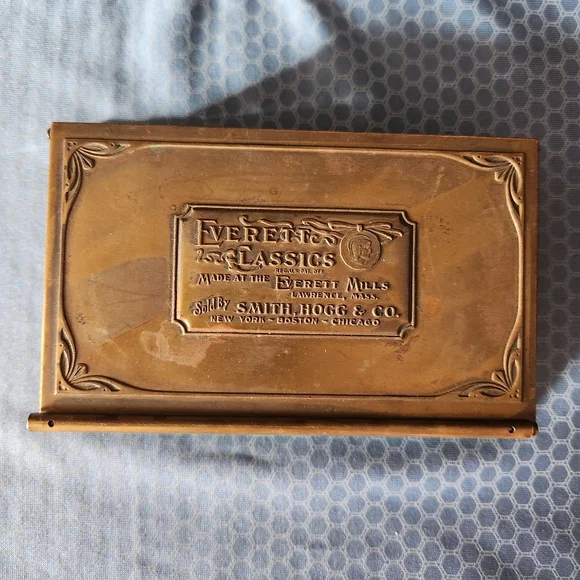 EVERETT
CLASSICS
REG. U.S. PAT. OFF.
MADE AT THE EVERETT MILLS
LAWRENCE, MASS.
Sold By SMITH, HOGG & CO.
NEW YORK ~ BOSTON ~ CHICAGO